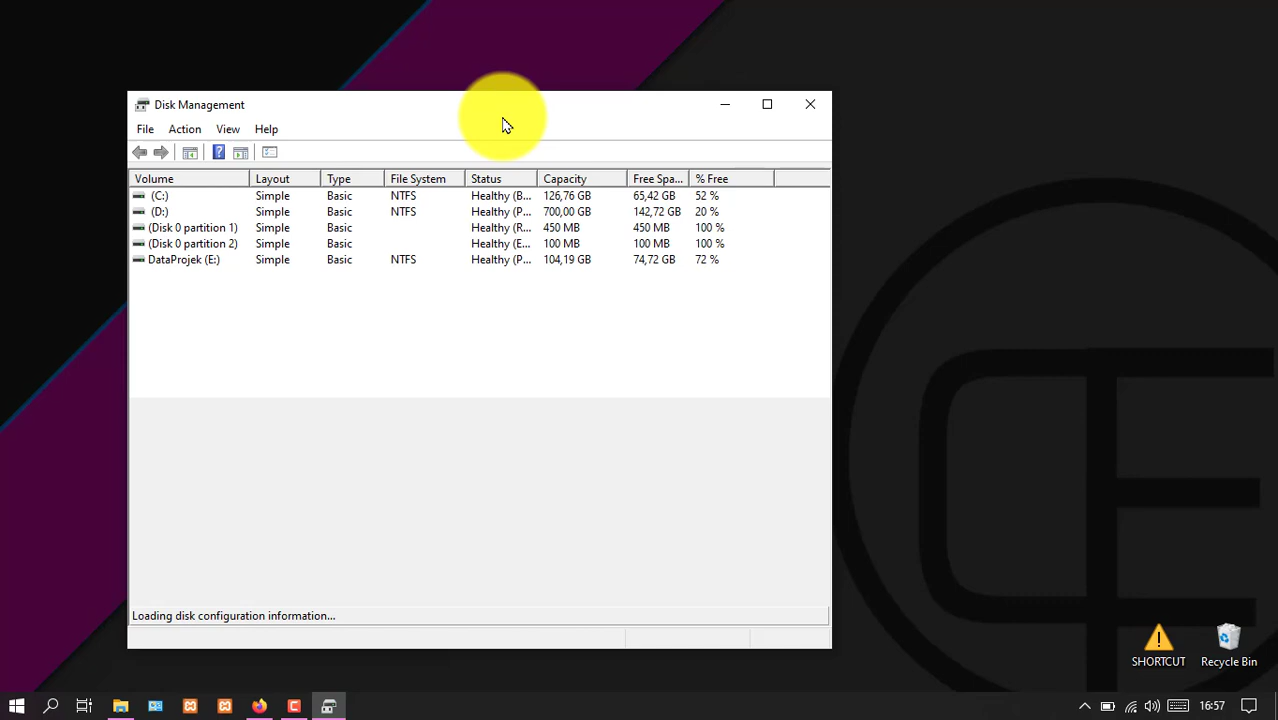 Disk Management
File Action View Help
Volume Layout Type File System Status Capacity Free Spa... % Free
(C:) Simple Basic NTFS Healthy (B... 126,76 GB 65,42 GB 52 %
(D:) Simple Basic NTFS Healthy (P... 700,00 GB 142,72 GB 20 %
(Disk 0 partition 1) Simple Basic Healthy (R... 450 MB 450 MB 100 %
(Disk 0 partition 2) Simple Basic Healthy (E... 100 MB 100 MB 100 %
DataProjek (E:) Simple Basic NTFS Healthy (P... 104,19 GB 74,72 GB 72 %
Loading disk configuration information...
SHORTCUT Recycle Bin
16:57